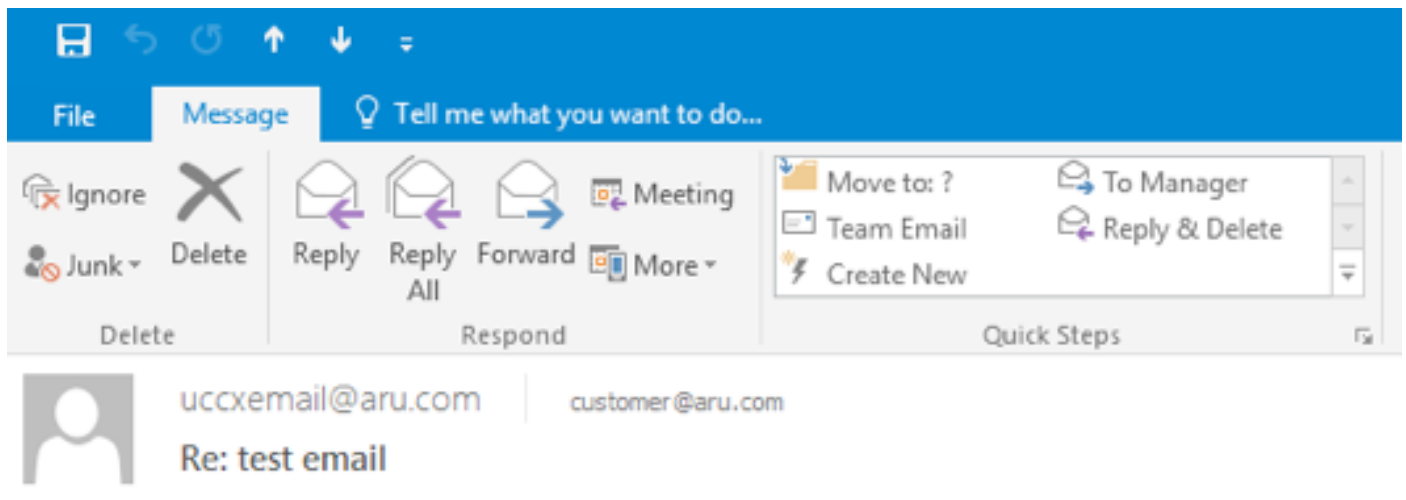 File Message Tell me what you want to do...
Ignore Delete Reply Reply All Forward Meeting Move to: ? To Manager
Junk More Team Email Reply & Delete
Create New
Delete Respond Quick Steps
uccxemail@aru.com customer@aru.com
Re: test email